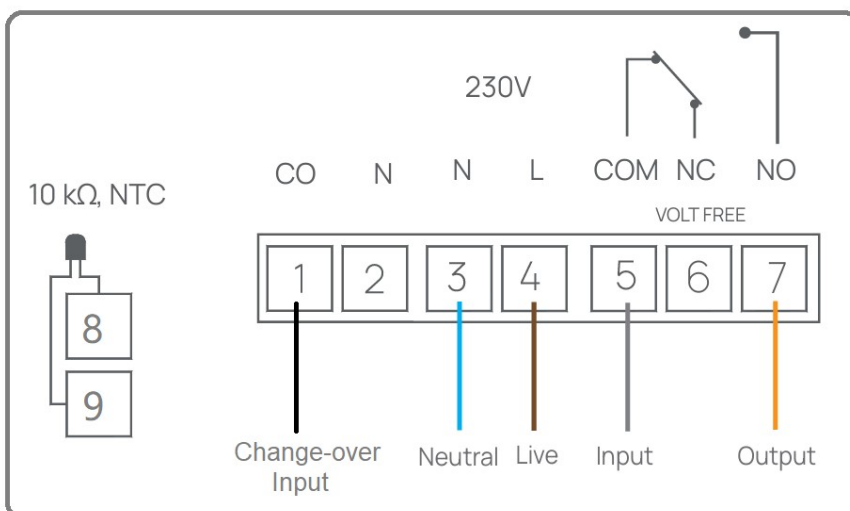 230V
CO N N L COM NC NO
10 kΩ, NTC
VOLT FREE
1 2 3 4 5 6 7
8
9
Change-over
Input
Neutral Live Input Output